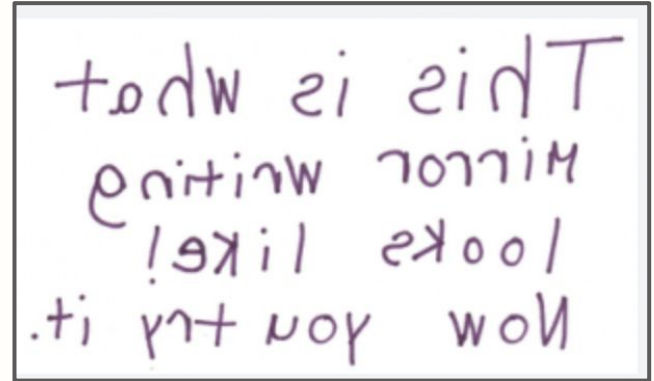 This is what
Mirror writing
looks like!
Now you try it.